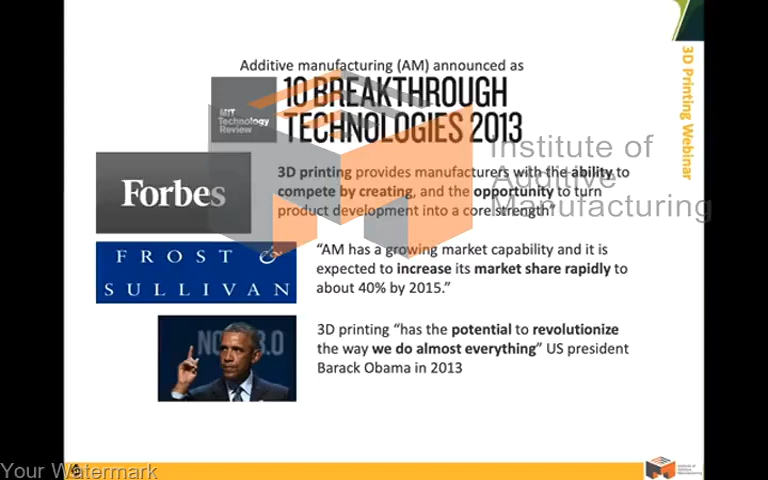 Additive manufacturing (AM) announced as
MIT
Technology
Review
10 BREAKTHROUGH
TECHNOLOGIES 2013
3D Printing Webinar
Institute of
Additive
Manufacturing
Forbes
3D printing provides manufacturers with the ability to
compete by creating, and the opportunity to turn
product development into a core strength"
FROST &
SULLIVAN
"AM has a growing market capability and it is
expected to increase its market share rapidly to
about 40% by 2015."
3D printing "has the potential to revolutionize
the way we do almost everything" US president
Barack Obama in 2013
Your Watermark
Institute of
Additive
Manufacturing